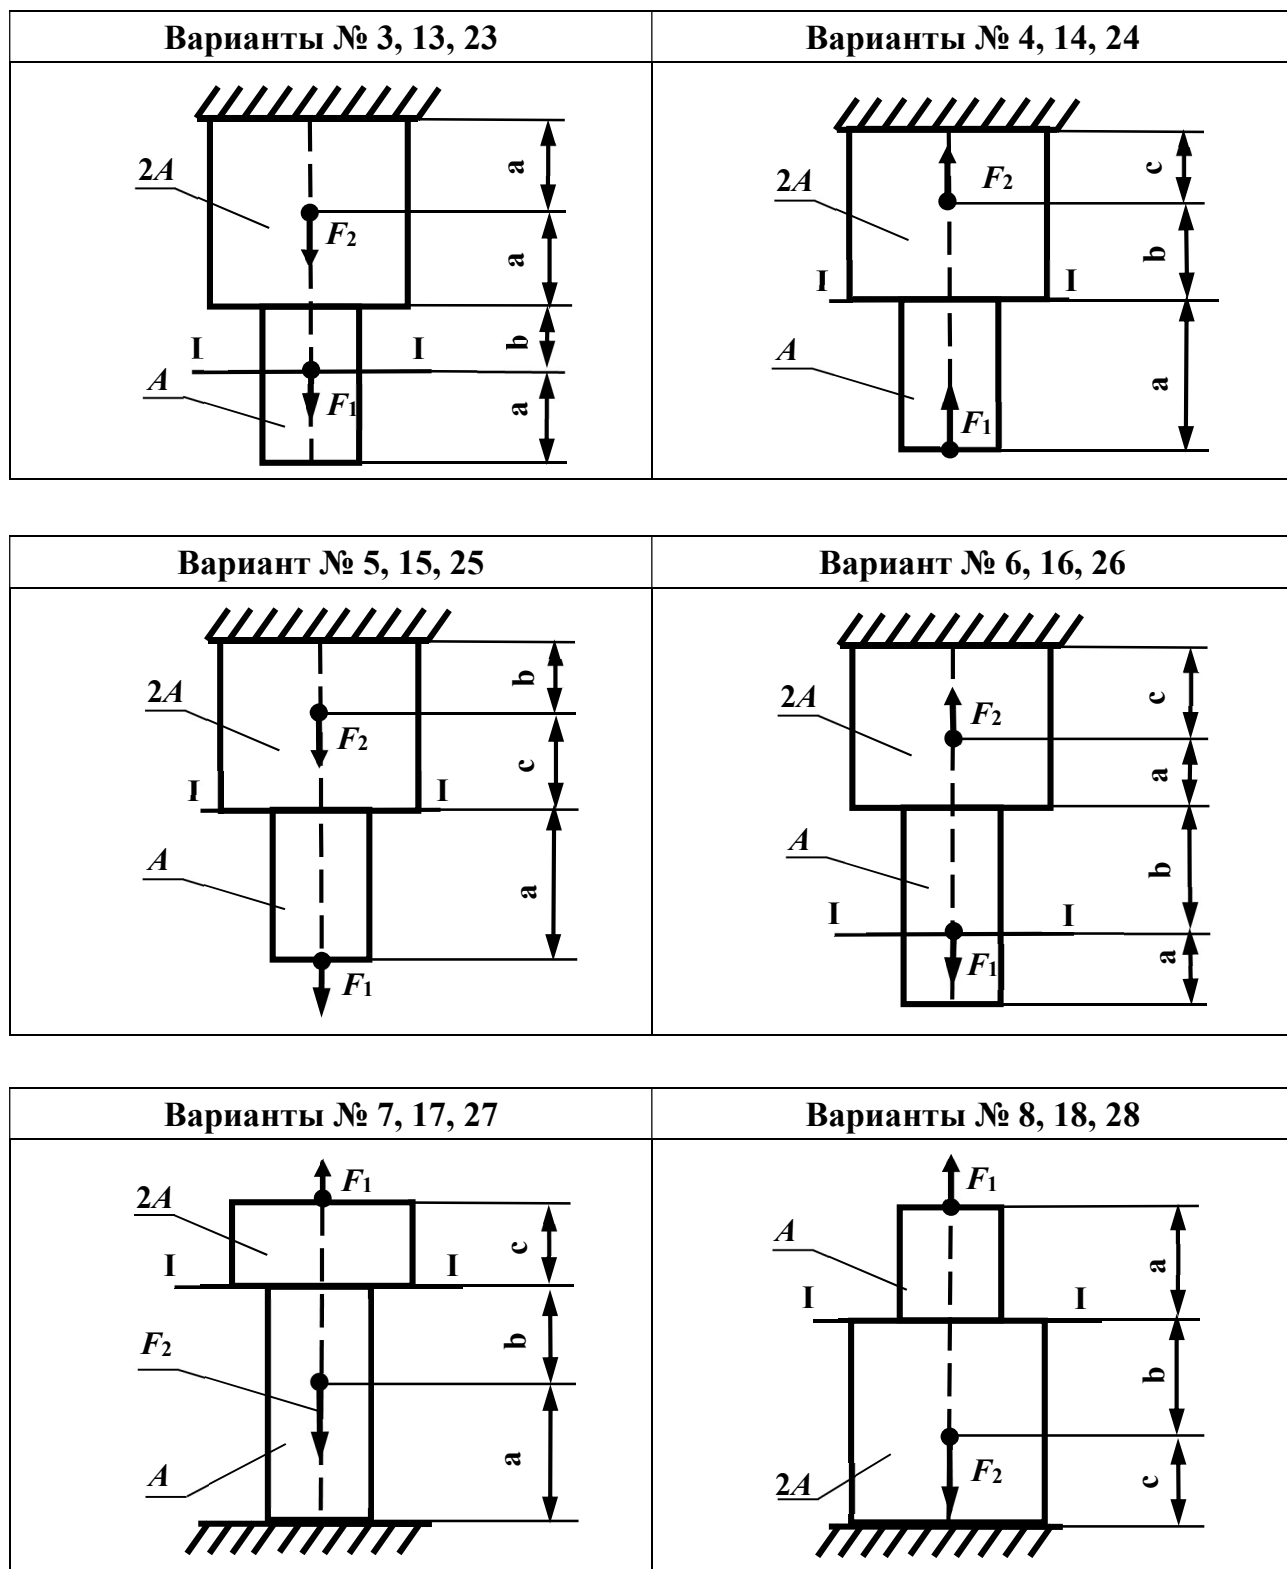 Варианты № 3, 13, 23
2A
a
F2
a
I
I
b
A
F1
a
Варианты № 4, 14, 24
c
2A
F2
b
I
I
A
a
F1
Вариант № 5, 15, 25
b
2A
F2
c
I
I
A
a
F1
Вариант № 6, 16, 26
c
2A
F2
a
A
b
I
I
F1
a
Варианты № 7, 17, 27
F1
2A
c
I
I
F2
b
a
A
Варианты № 8, 18, 28
F1
A
a
I
I
b
F2
2A
c